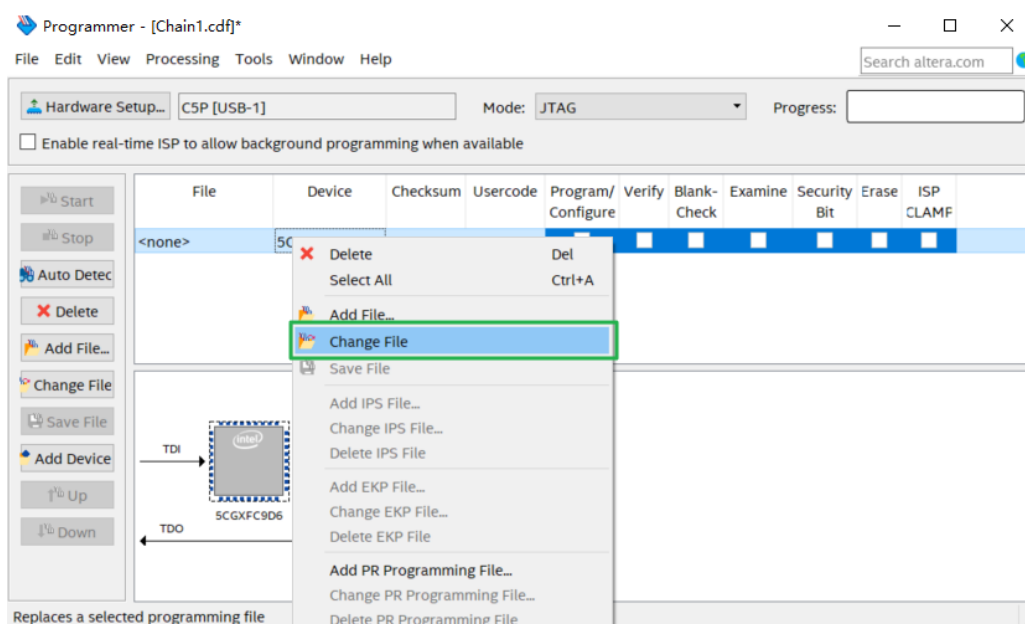 Programmer - [Chain1.cdf]*
File Edit View Processing Tools Window Help
Search altera.com
Hardware Setup... C5P [USB-1] Mode: JTAG Progress:
Enable real-time ISP to allow background programming when available
File Device Checksum Usercode Program/ Verify Blank- Examine Security Erase ISP
Configure Check Bit CLAMP
Start
Stop
Auto Detec
Delete
Add File...
Change File
Save File
Add Device
Up
Down
<none> 5C
Delete Del
Select All Ctrl+A
Add File...
Change File
Save File
Add IPS File...
Change IPS File...
Delete IPS File
Add EKP File...
Change EKP File...
Delete EKP File
Add PR Programming File...
Change PR Programming File...
Delete PR Programming File
TDI
intel
5CGXFC9D6
TDO
Replaces a selected programming file